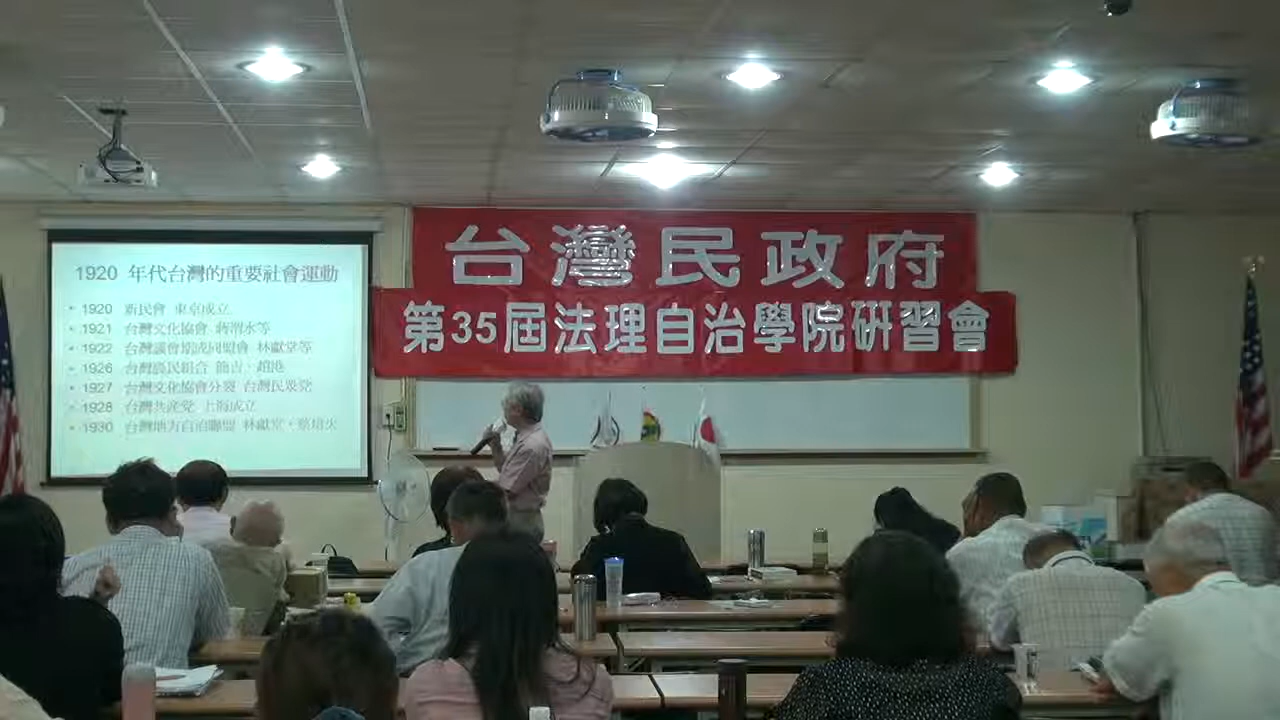 1920 年代台灣的重要社會運動
1920 新民會 東京成立
1921 台灣文化協會 蔣渭水等
1922 台灣議會期成同盟會 林獻堂等
1926 台灣農民組合 簡吉、趙港
1927 台灣文化協會分裂 台灣民眾党
1928 台灣共産党 上海成立
1930 台灣地方自治聯盟 林獻堂、蔡培火
台灣民政府
第35屆法理自治學院研習會